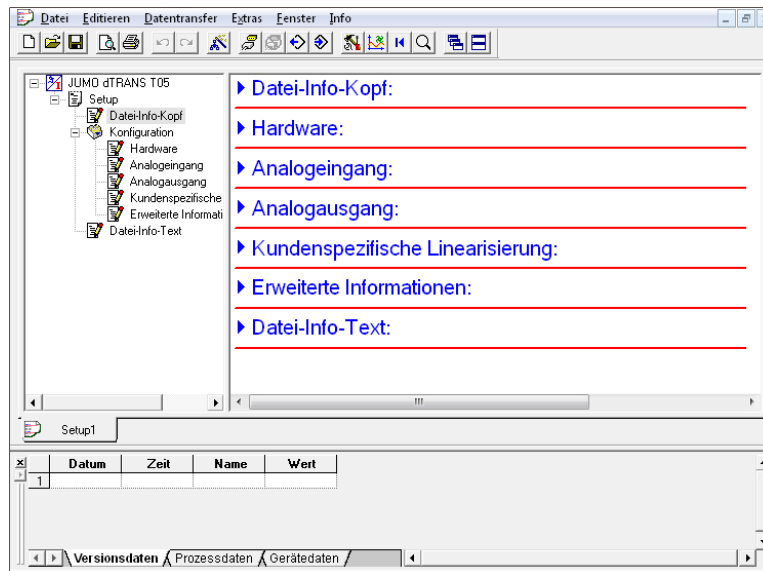 Datei Editieren Datentransfer Extras Fenster Info
JUMO dTRANS T05
Setup
Datei-Info-Kopf
Konfiguration
Hardware
Analogeingang
Analogausgang
Kundenspezifische
Erweiterte Informati
Datei-Info-Text
Datei-Info-Kopf:
Hardware:
Analogeingang:
Analogausgang:
Kundenspezifische Linearisierung:
Erweiterte Informationen:
Datei-Info-Text:
Setup1
Datum Zeit Name Wert
1
Versionsdaten Prozessdaten Gerätedaten